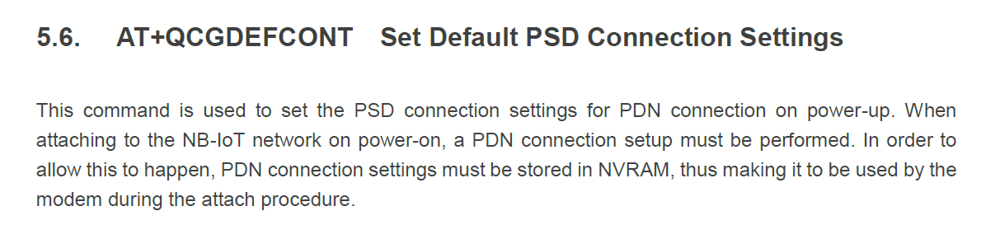 5.6. AT+QCGDEFCONT Set Default PSD Connection Settings
This command is used to set the PSD connection settings for PDN connection on power-up. When
attaching to the NB-IoT network on power-on, a PDN connection setup must be performed. In order to
allow this to happen, PDN connection settings must be stored in NVRAM, thus making it to be used by the
modem during the attach procedure.